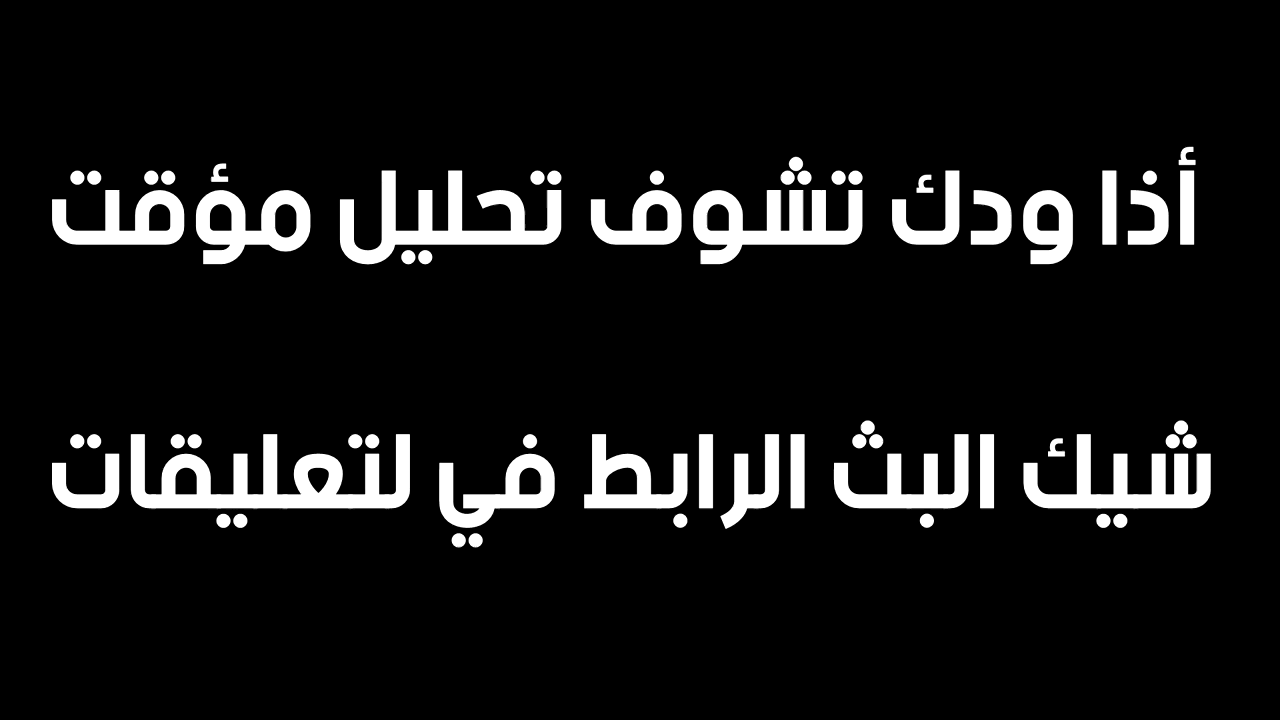 أذا ودك تشوف تحليل مؤقت
شيك البث الرابط في لتعليقات